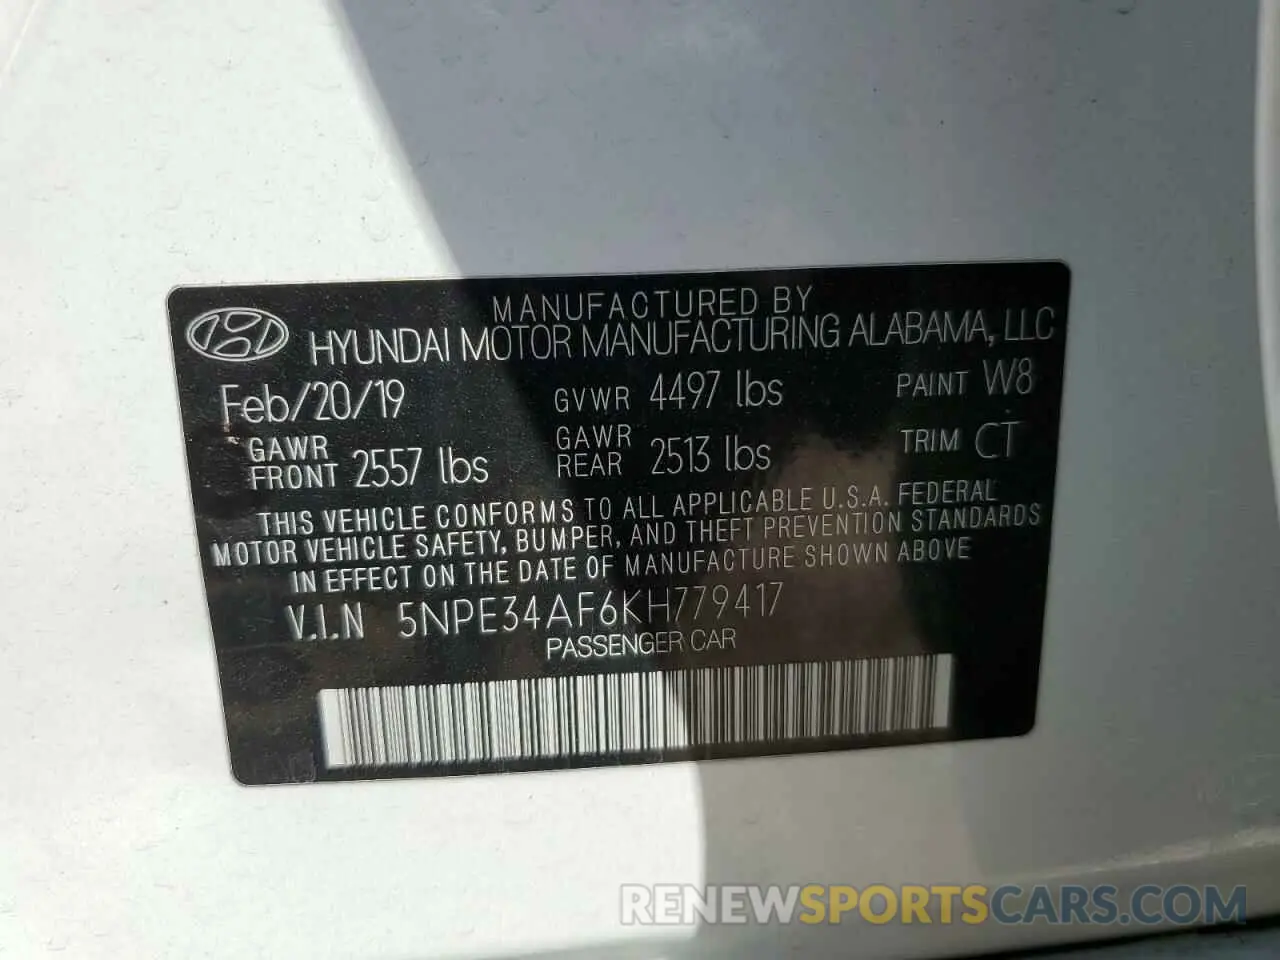 MANUFACTURED BY
HYUNDAI MOTOR MANUFACTURING ALABAMA, LLC
Feb/20/19 GVWR 4497 lbs PAINT W8
GAWR FRONT 2557 lbs GAWR REAR 2513 lbs TRIM CT
THIS VEHICLE CONFORMS TO ALL APPLICABLE U.S.A. FEDERAL
MOTOR VEHICLE SAFETY, BUMPER, AND THEFT PREVENTION STANDARDS
IN EFFECT ON THE DATE OF MANUFACTURE SHOWN ABOVE
V.I.N 5NPE34AF6KH779417
PASSENGER CAR
RENEWSPORTSCARS.COM